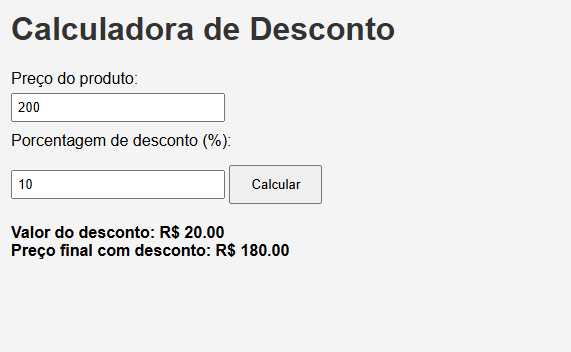 Calculadora de Desconto
Preço do produto:
200
Porcentagem de desconto (%):
10 Calcular
Valor do desconto: R$ 20.00
Preço final com desconto: R$ 180.00